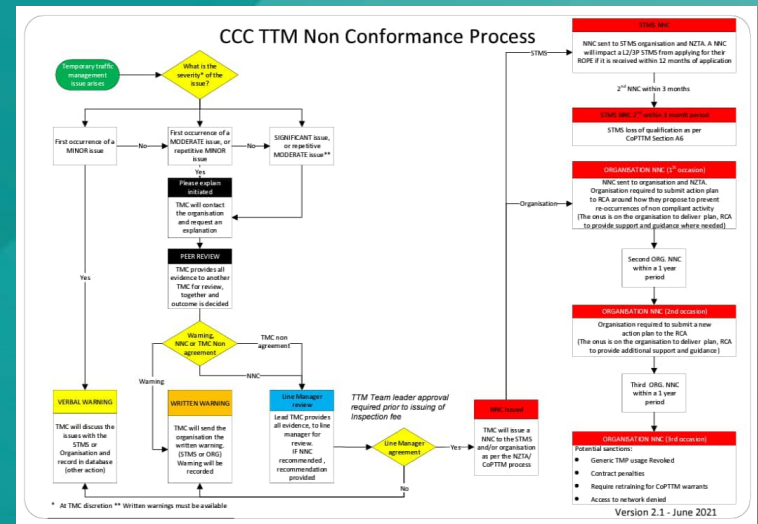 CCC TTM Non Conformance Process
Temporary traffic
management
issue arises
What is the
severity* of the
issue?
First occurrence of a
MINOR issue
No
First occurrence of a
MODERATE issue, or
repetitive MINOR
issue
No
SIGNIFICANT issue,
or repetitive
MODERATE issue**
Yes
Yes
Please explain
initiated
TMC will contact
the organisation
and request an
explanation
PEER REVIEW
TMC provides all
evidence to another
TMC for review,
together and
outcome is decided
Warning,
NNC or TMC Non
agreement
TMC non
agreement
NNC
Warning
VERBAL WARNING
TMC will discuss the
issues with the
STMS or
Organisation and
record in database
(other action)
WRITTEN WARNING
TMC will send the
organisation the
written warning.
(STMS or ORG)
Warning will be
recorded
Line Manager
review
Lead TMC provides
all evidence, to line
manager for
review.
IF NNC
recommended ,
recommendation
provided
TTM Team leader approval
required prior to issuing of
Inspection fee
Line Manager
agreement
Yes
No
NNC Issued
TMC will issue a
NNC to the STMS
and/or organisation
as per the NZTA/
CoPTTM process
STMS
Organisation
STMS NNC
NNC sent to STMS organisation and NZTA. A NNC
will impact a L2/3P STMS from applying for their
ROPE if it is received within 12 months of application
2nd NNC within 3 months
STMS NNC 2nd within 3 month period
STMS loss of qualification as per
CoPTTM Section A6
ORGANISATION NNC (1st occasion)
NNC sent to organisation and NZTA.
Organisation required to submit action plan
to RCA around how they propose to prevent
re-occurrences of non compliant activity
(The onus is on the organisation to deliver plan, RCA
to provide support and guidance where needed)
Second ORG. NNC
within a 1 year
period
ORGANISATION NNC (2nd occasion)
Organisation required to submit a new
action plan to the RCA
(The onus is on the organisation to deliver plan, RCA
to provide additional support and guidance)
Third ORG. NNC
within a 1 year
period
ORGANISATION NNC (3rd occasion)
Potential sanctions:
• Generic TMP usage Revoked
• Contract penalties
• Require retraining for CoPTTM warrants
• Access to network denied
* At TMC discretion ** Written warnings must be available
Version 2.1 - June 2021